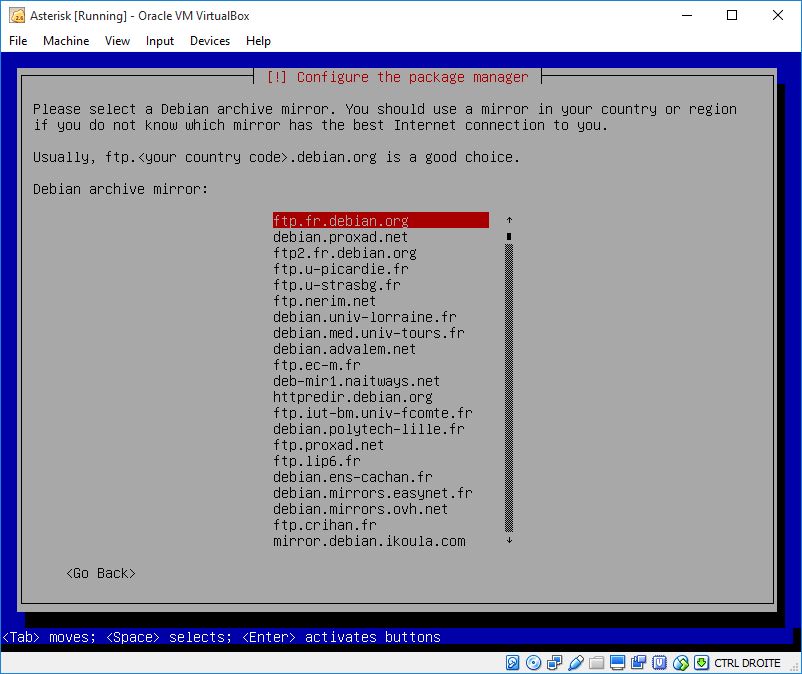 Asterisk [Running] - Oracle VM VirtualBox
File Machine View Input Devices Help
[!] Configure the package manager
Please select a Debian archive mirror. You should use a mirror in your country or region
if you do not know which mirror has the best Internet connection to you.
Usually, ftp.<your country code>.debian.org is a good choice.
Debian archive mirror:
ftp.fr.debian.org
debian.proxad.net
ftp2.fr.debian.org
ftp.u-picardie.fr
ftp.u-strasbg.fr
ftp.nerim.net
debian.univ-lorraine.fr
debian.med.univ-tours.fr
debian.advalem.net
ftp.ec-m.fr
deb-mir1.naitways.net
httpredir.debian.org
ftp.iut-bm.univ-fcomte.fr
debian.polytech-lille.fr
ftp.proxad.net
ftp.lip6.fr
debian.ens-cachan.fr
debian.mirrors.easynet.fr
debian.mirrors.ovh.net
ftp.crihan.fr
mirror.debian.ikoula.com
<Go Back>
<Tab> moves; <Space> selects; <Enter> activates buttons
CTRL DROITE